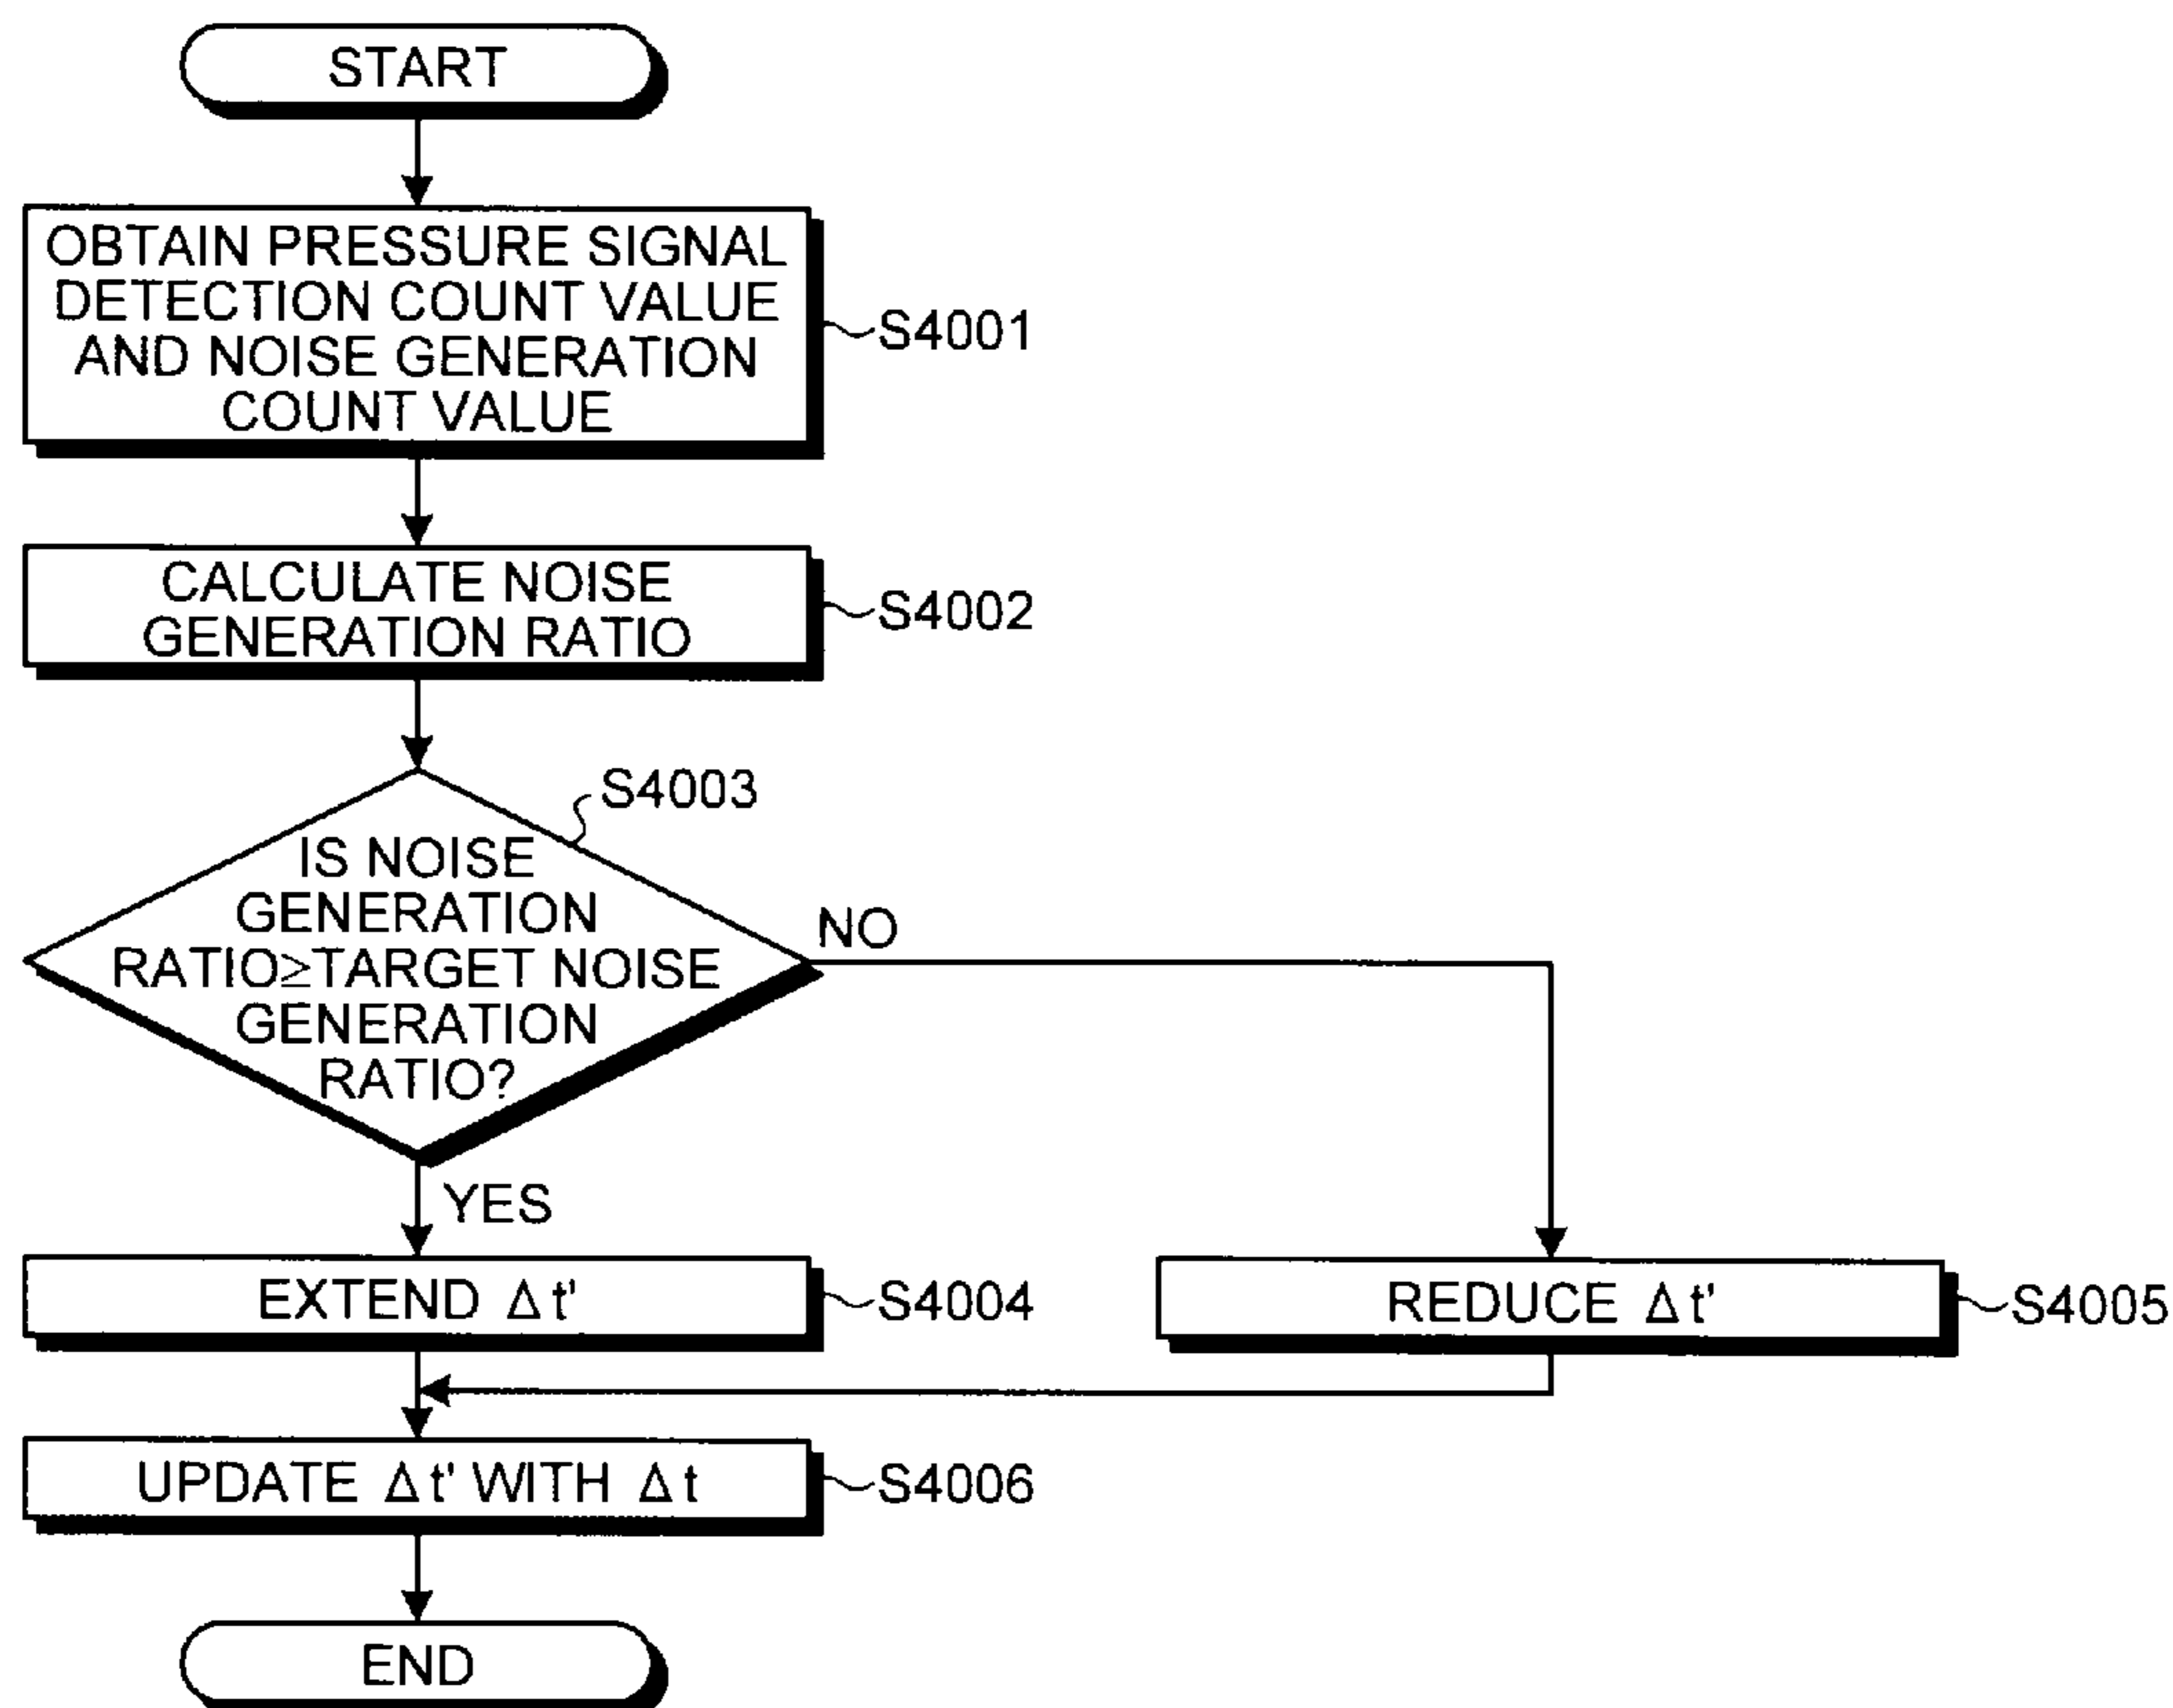 START
OBTAIN PRESSURE SIGNAL
DETECTION COUNT VALUE
AND NOISE GENERATION
COUNT VALUE
S4001
CALCULATE NOISE
GENERATION RATIO
S4002
S4003
IS NOISE
GENERATION
RATIO≥TARGET NOISE
GENERATION
RATIO?
NO
YES
EXTEND Δt'
S4004
REDUCE Δt'
S4005
UPDATE Δt' WITH Δt
S4006
END